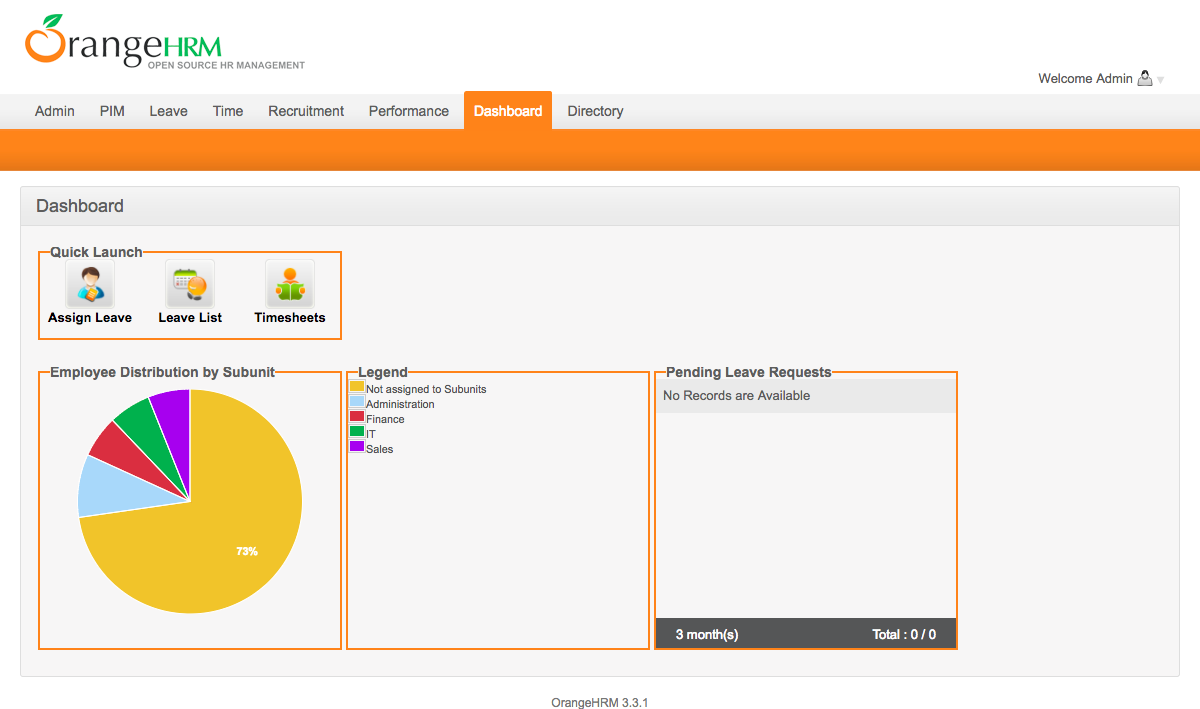 OrangeHRM
OPEN SOURCE HR MANAGEMENT
Welcome Admin
Admin PIM Leave Time Recruitment Performance Dashboard Directory
Dashboard
Quick Launch
Assign Leave Leave List Timesheets
Employee Distribution by Subunit
73%
Legend
Not assigned to Subunits
Administration
Finance
IT
Sales
Pending Leave Requests
No Records are Available
3 month(s) Total : 0 / 0
OrangeHRM 3.3.1